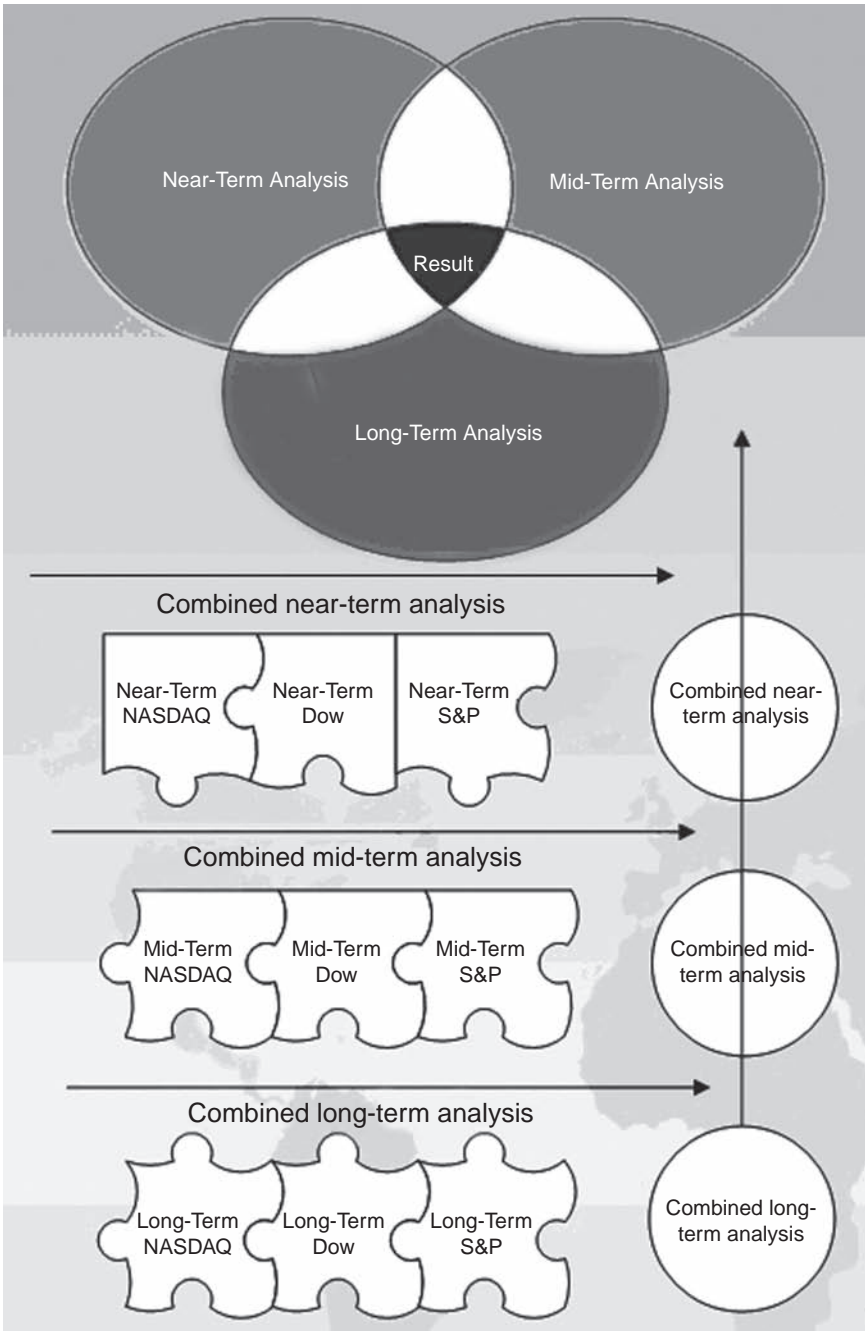 Near-Term Analysis
Mid-Term Analysis
Result
Long-Term Analysis
Combined near-term analysis
Near-Term
NASDAQ
Near-Term
Dow
Near-Term
S&P
Combined near-
term analysis
Combined mid-term analysis
Mid-Term
NASDAQ
Mid-Term
Dow
Mid-Term
S&P
Combined mid-
term analysis
Combined long-term analysis
Long-Term
NASDAQ
Long-Term
Dow
Long-Term
S&P
Combined long-
term analysis